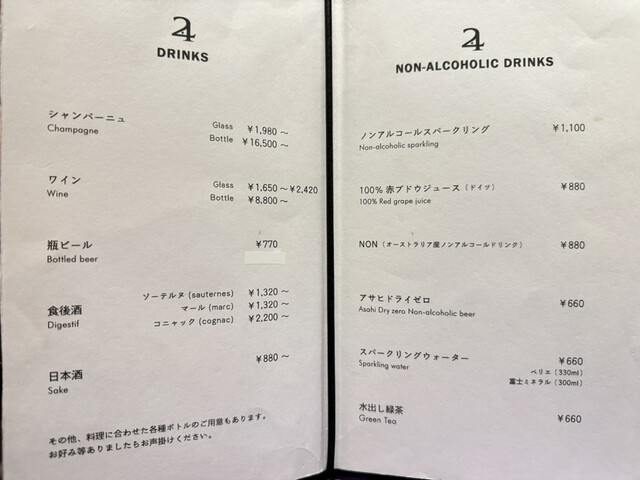 24
DRINKS
シャンパーニュ
Champagne
Glass ¥1,980～
Bottle ¥16,500～
ワイン
Wine
Glass ¥1,650～¥2,420
Bottle ¥8,800～
瓶ビール
Bottled beer
¥770
食後酒
Digestif
ソーテルヌ (sauternes) ¥1,320～
マール (marc) ¥1,320～
コニャック (cognac) ¥2,200～
日本酒
Sake
¥880～
その他、料理に合わせた各種ボトルのご用意もあります。
お好み等ありましたらお声掛けください。
24
NON-ALCOHOLIC DRINKS
ノンアルコールスパークリング ¥1,100
Non-alcoholic sparkling
100% 赤ブドウジュース（ドイツ） ¥880
100% Red grape juice
NON（オーストラリア産ノンアルコールドリンク） ¥880
アサヒドライゼロ ¥660
Asahi Dry zero Non-alcoholic beer
スパークリングウォーター ¥660
Sparkling water
ペリエ（330ml）
富士ミネラル（300ml）
水出し緑茶 ¥660
Green Tea